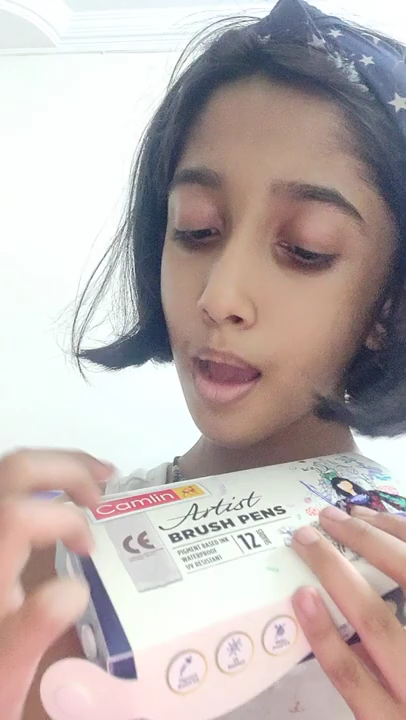 Camlin
Artist
BRUSH PENS
CE
PIGMENT BASED INK
WATERPROOF
UV RESISTANT
12